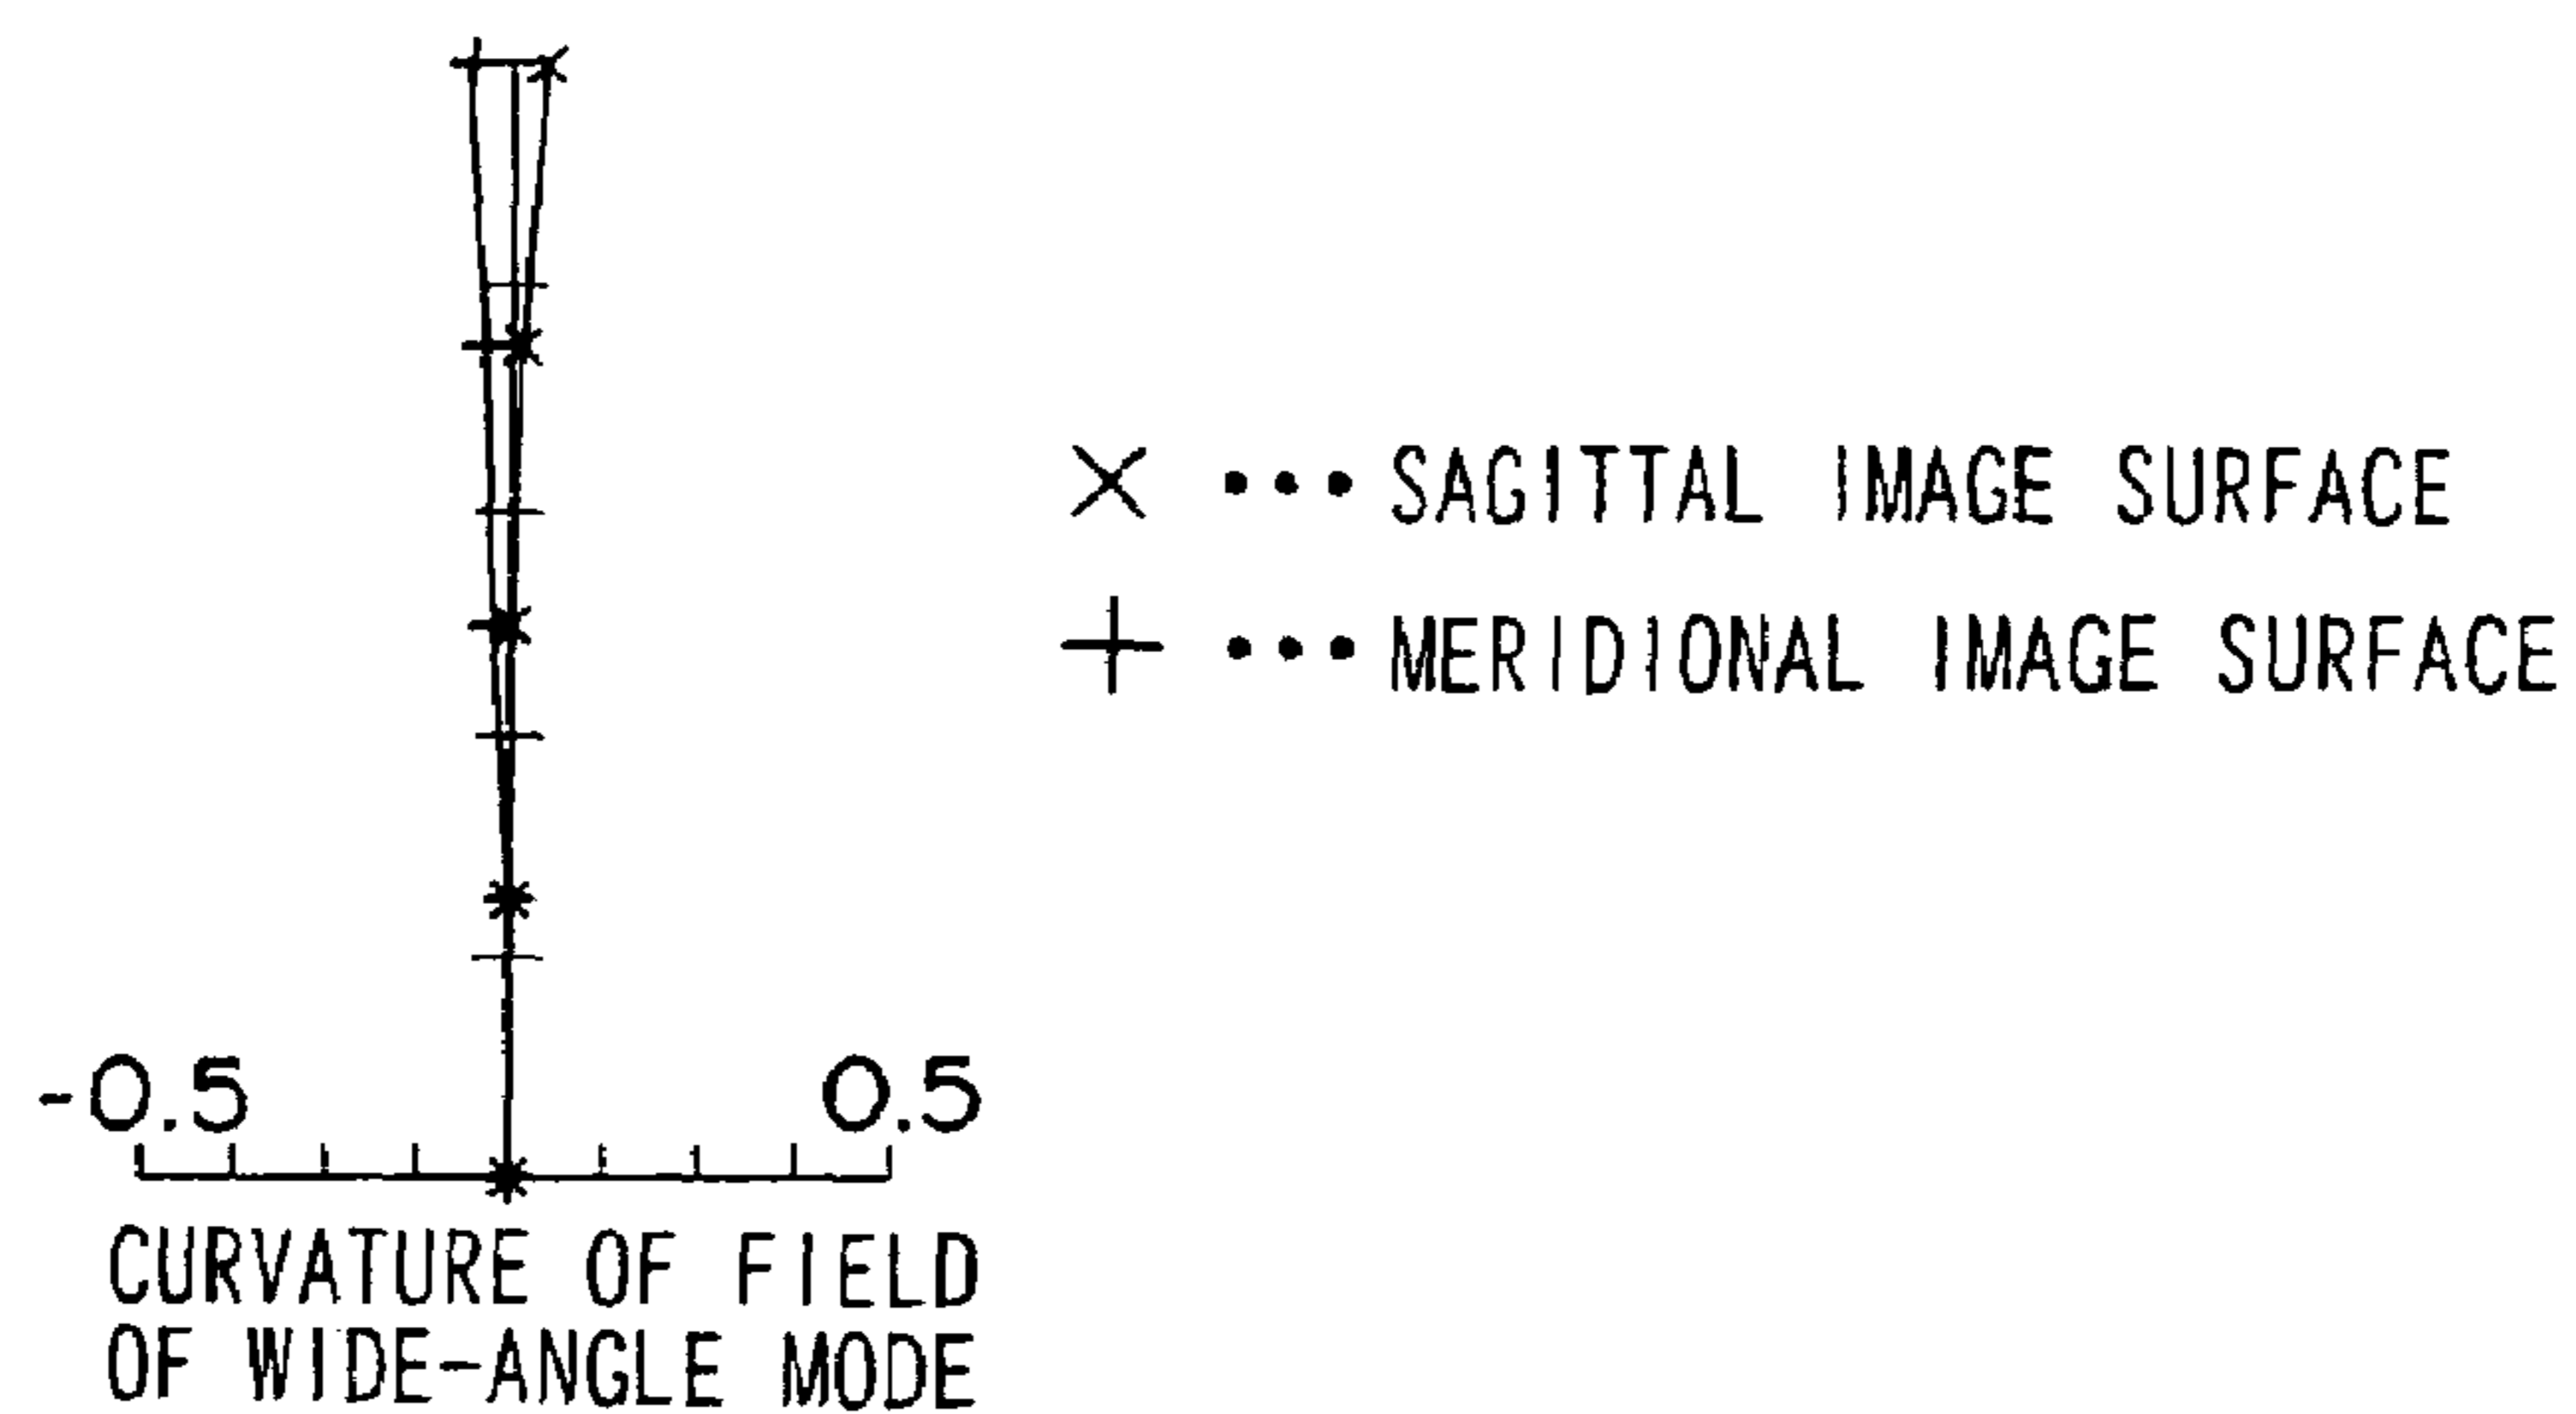 × ••• SAGITTAL IMAGE SURFACE
+ ••• MERIDIONAL IMAGE SURFACE
-0.5 0.5
CURVATURE OF FIELD
OF WIDE-ANGLE MODE